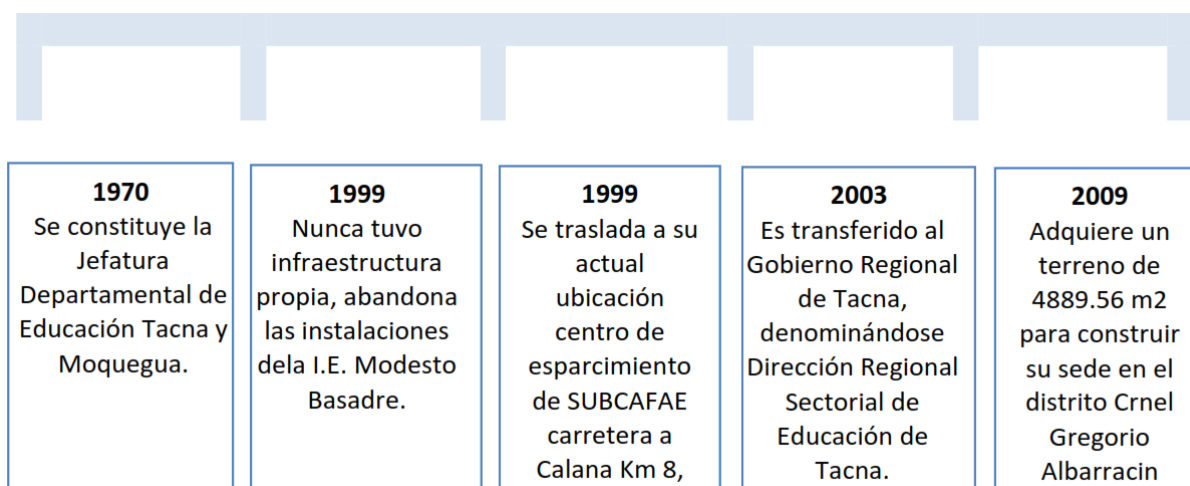 1970
Se constituye la
Jefatura
Departamental de
Educación Tacna y
Moquegua.
1999
Nunca tuvo
infraestructura
propia, abandona
las instalaciones
dela I.E. Modesto
Basadre.
1999
Se traslada a su
actual
ubicación
centro de
esparcimiento
de SUBCAFAE
carretera a
Calana Km 8,
2003
Es transferido al
Gobierno Regional
de Tacna,
denominándose
Dirección Regional
Sectorial de
Educación de
Tacna.
2009
Adquiere un
terreno de
4889.56 m2
para construir
su sede en el
distrito Crnel
Gregorio
Albarracin